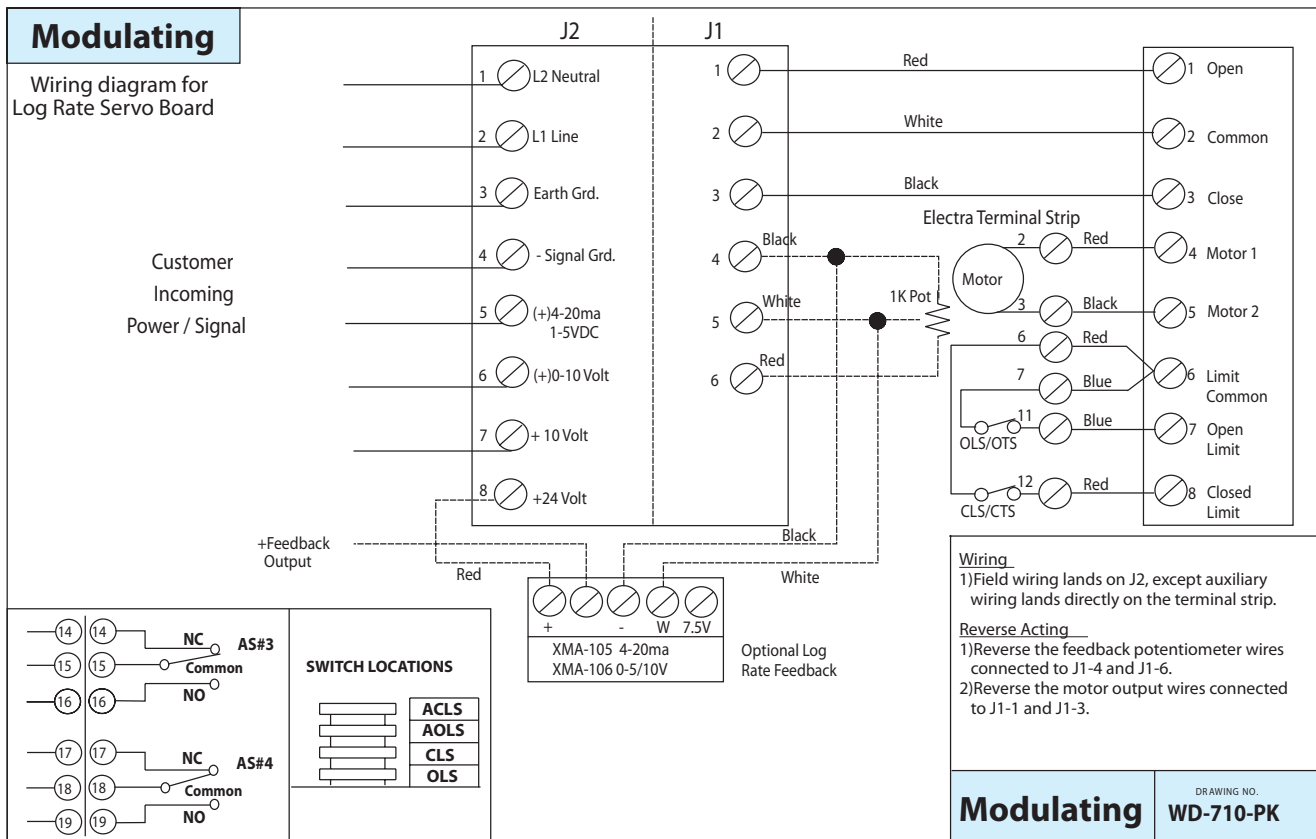 Modulating
Wiring diagram for
Log Rate Servo Board
Customer
Incoming
Power / Signal
J2
J1
1 L2 Neutral
2 L1 Line
3 Earth Grd.
4 - Signal Grd.
5 (+)4-20ma
1-5VDC
6 (+)0-10 Volt
7 + 10 Volt
8 +24 Volt
1
2
3
4
5
6
Red
White
Black
Black
White
Red
1K Pot
Electra Terminal Strip
Motor
2 Red
3 Black
6 Red
7 Blue
11 Blue
OLS/OTS
12 Red
CLS/CTS
1 Open
2 Common
3 Close
4 Motor 1
5 Motor 2
6 Limit
Common
7 Open
Limit
8 Closed
Limit
+Feedback
Output
Red
Black
White
+ - W 7.5V
XMA-105 4-20ma
XMA-106 0-5/10V
Optional Log
Rate Feedback
14 14 NC AS#3
15 15 Common
16 16 NO
17 17 NC AS#4
18 18 Common
19 19 NO
SWITCH LOCATIONS
ACLS
AOLS
CLS
OLS
Wiring
1)Field wiring lands on J2, except auxiliary
wiring lands directly on the terminal strip.
Reverse Acting
1)Reverse the feedback potentiometer wires
connected to J1-4 and J1-6.
2)Reverse the motor output wires connected
to J1-1 and J1-3.
Modulating
DRAWING NO.
WD-710-PK